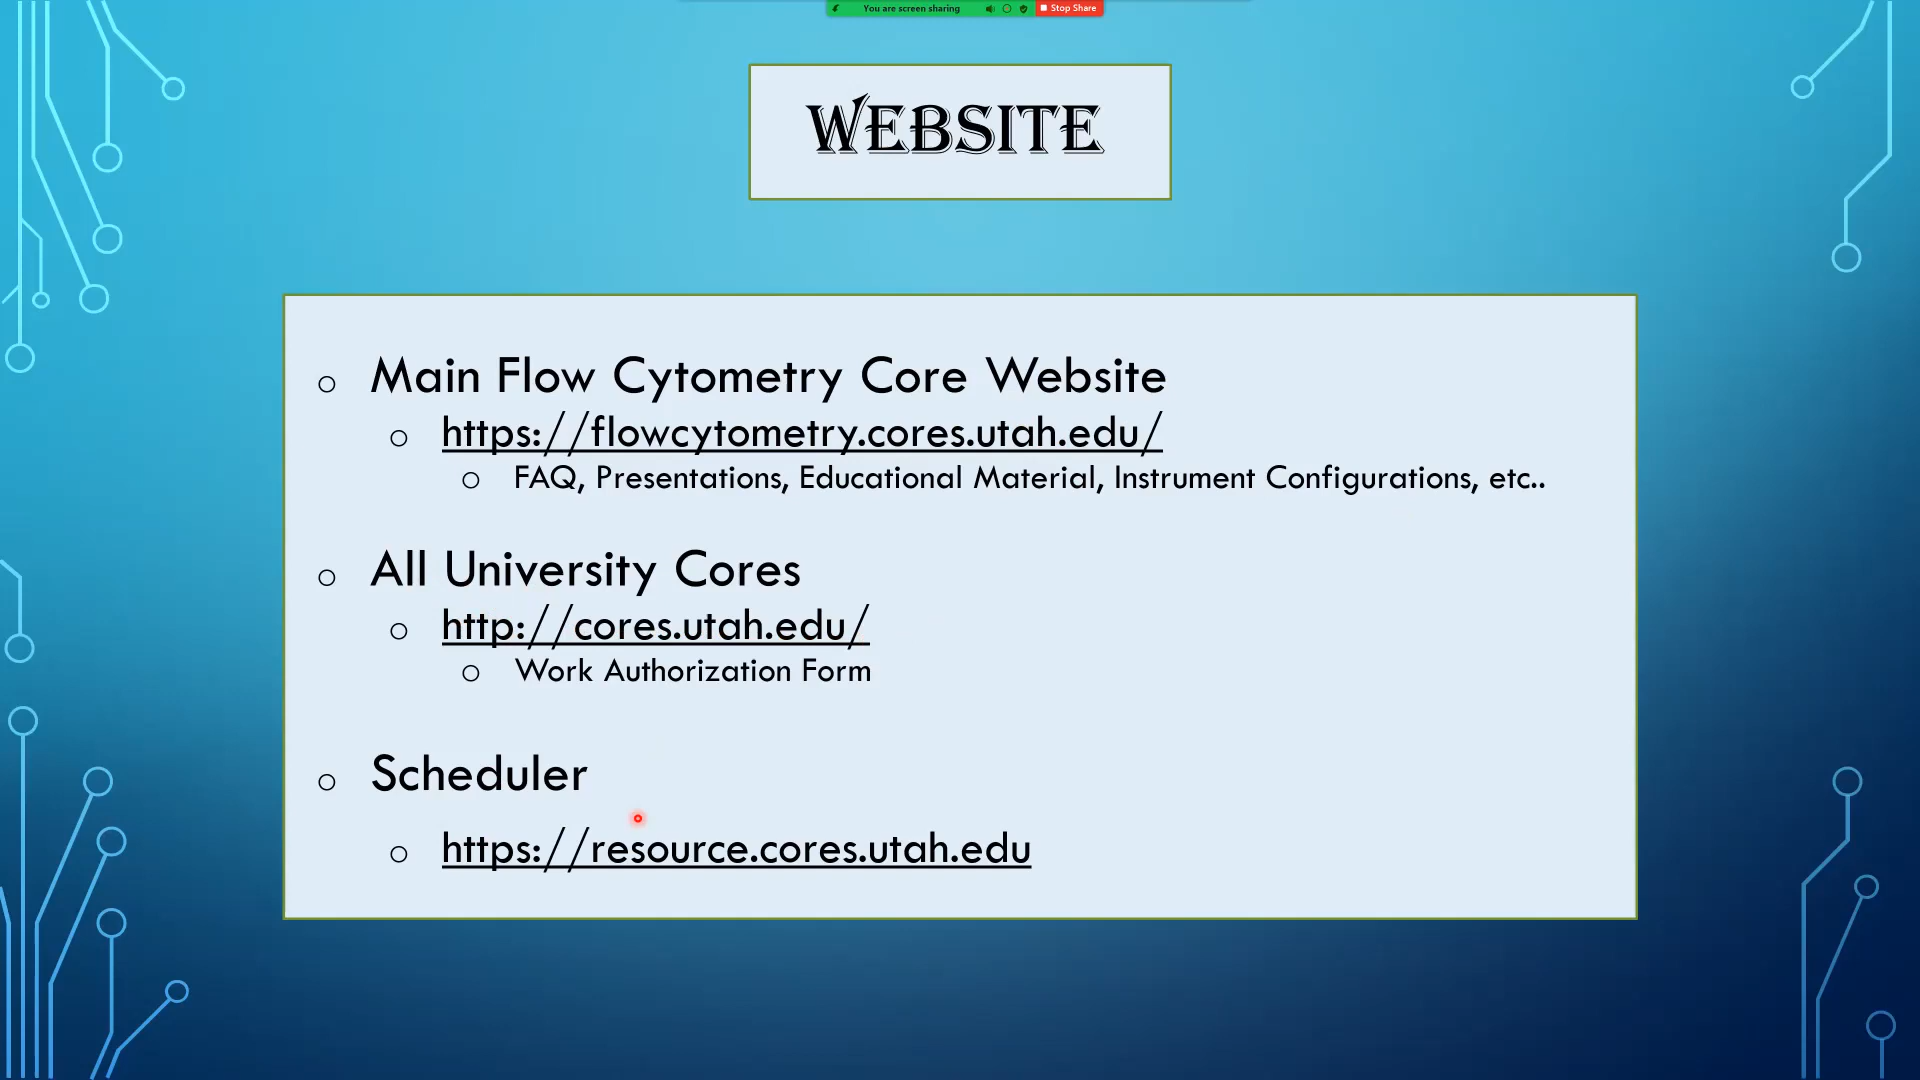 You are screen sharing
Stop Share
WEBSITE
Main Flow Cytometry Core Website
https://flowcytometry.cores.utah.edu/
FAQ, Presentations, Educational Material, Instrument Configurations, etc..
All University Cores
http://cores.utah.edu/
Work Authorization Form
Scheduler
https://resource.cores.utah.edu